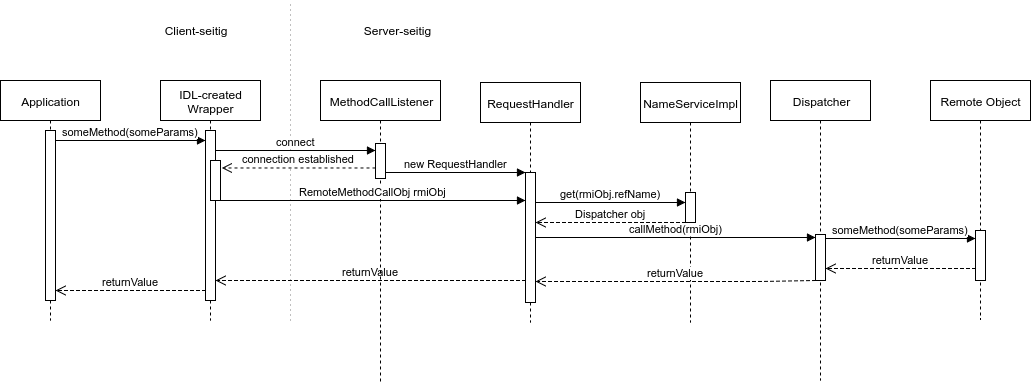 Client-seitig
Server-seitig
Application
IDL-created
Wrapper
MethodCallListener
RequestHandler
NameServiceImpl
Dispatcher
Remote Object
someMethod(someParams)
connect
connection established
new RequestHandler
RemoteMethodCallObj rmiObj
get(rmiObj.refName)
Dispatcher obj
callMethod(rmiObj)
someMethod(someParams)
returnValue
returnValue
returnValue
returnValue